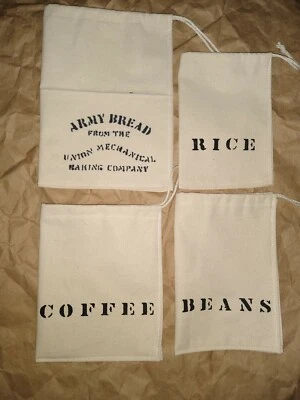 ARMY BREAD
FROM THE
UNION MECHANICAL
BAKING COMPANY
RICE
COFFEE
BEANS